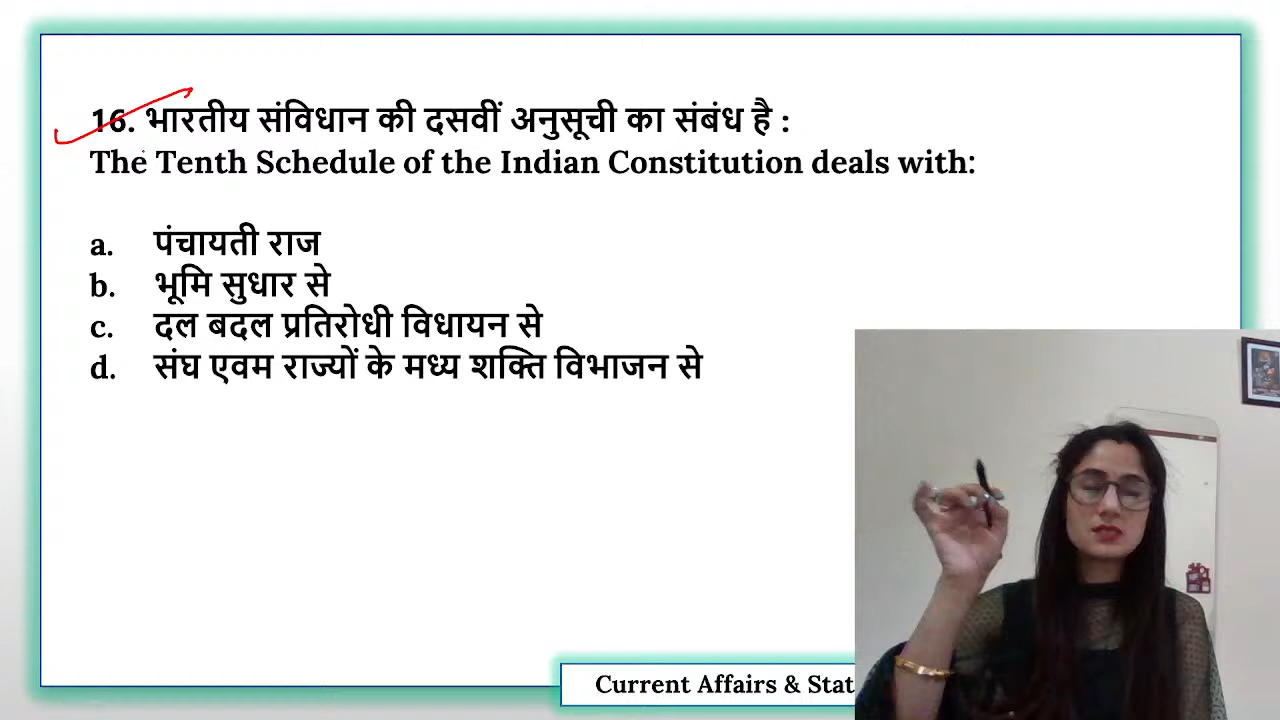 16. भारतीय संविधान की दसवीं अनुसूची का संबंध है :
The Tenth Schedule of the Indian Constitution deals with:
a. पंचायती राज
b. भूमि सुधार से
c. दल बदल प्रतिरोधी विधायन से
d. संघ एवम राज्यों के मध्य शक्ति विभाजन से
Current Affairs & Stat